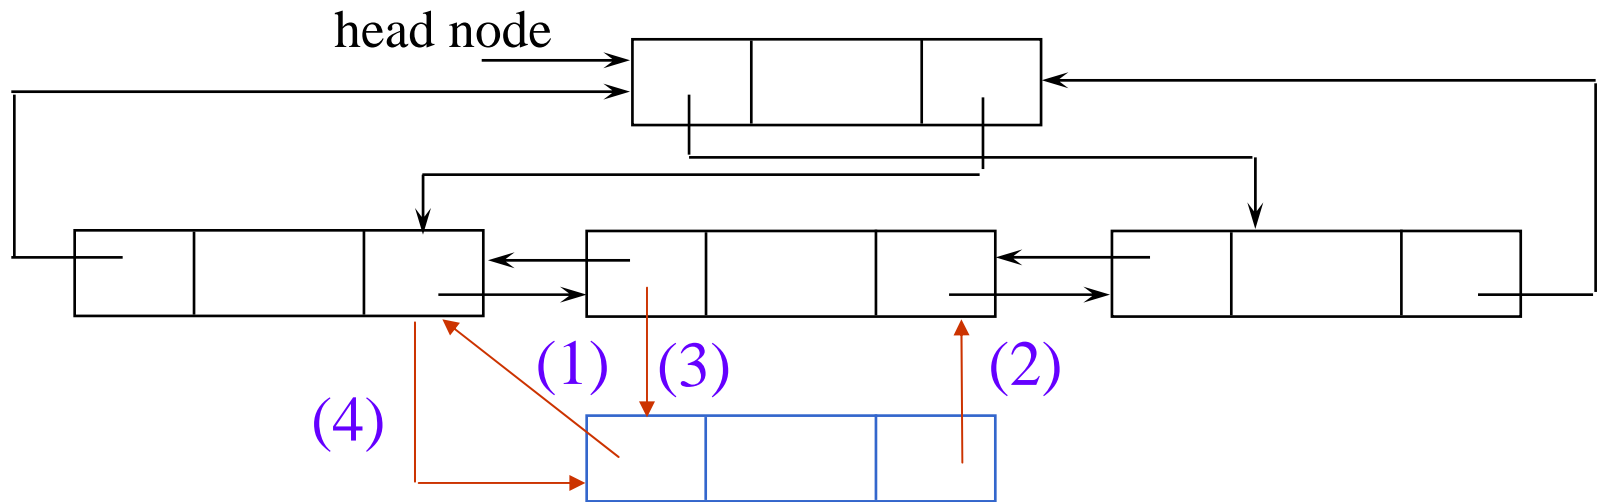 head node
(1)
(3)
(2)
(4)